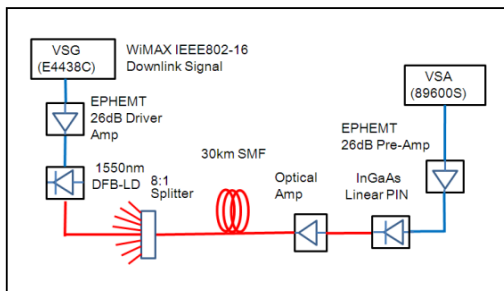 VSG
(E4438C)
WiMAX IEEE802-16
Downlink Signal
VSA
(89600S)
EPHEMT
26dB Driver
Amp
EPHEMT
26dB Pre-Amp
1550nm
DFB-LD
8:1
Splitter
30km SMF
Optical
Amp
InGaAs
Linear PIN